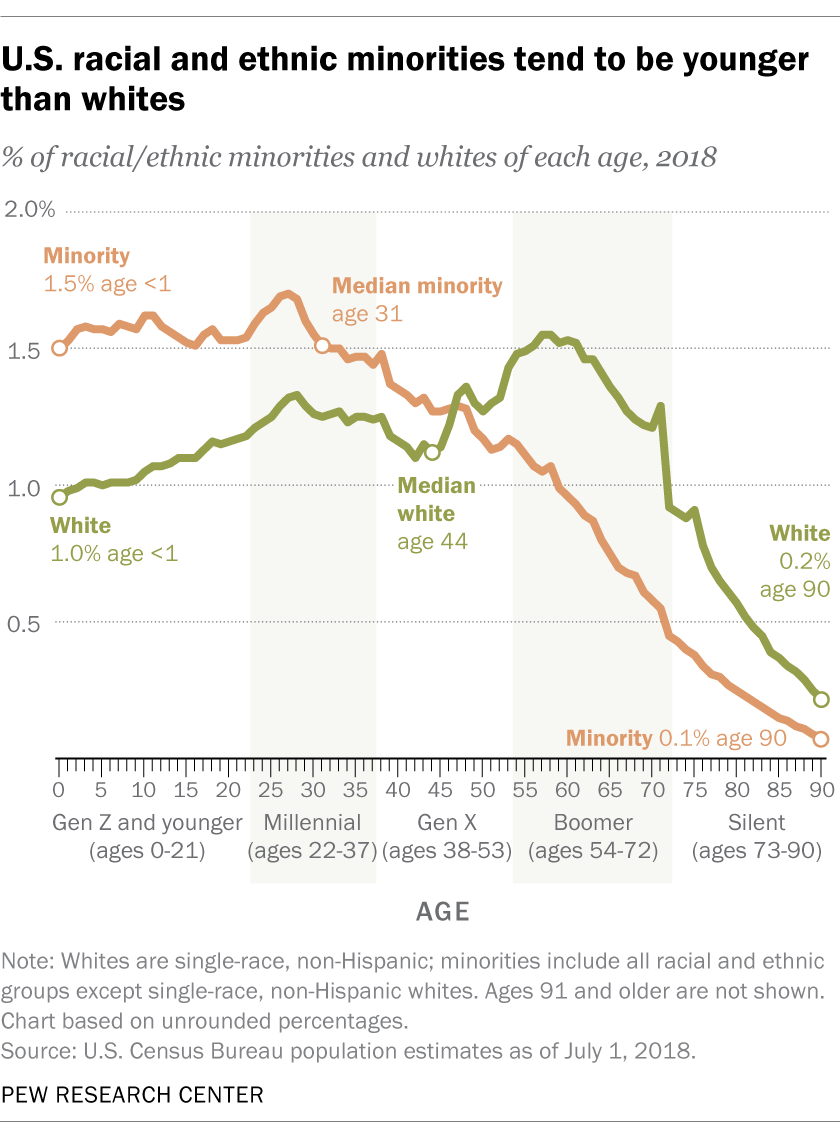 U.S. racial and ethnic minorities tend to be younger
than whites
% of racial/ethnic minorities and whites of each age, 2018
2.0%
Minority
1.5% age <1
Median minority
age 31
1.5
1.0
Median
white
age 44
White
1.0% age <1
White
0.2%
age 90
0.5
Minority 0.1% age 90
0 5 10 15 20 25 30 35 40 45 50 55 60 65 70 75 80 85 90
Gen Z and younger Millennial Gen X Boomer Silent
(ages 0-21) (ages 22-37) (ages 38-53) (ages 54-72) (ages 73-90)
AGE
Note: Whites are single-race, non-Hispanic; minorities include all racial and ethnic
groups except single-race, non-Hispanic whites. Ages 91 and older are not shown.
Chart based on unrounded percentages.
Source: U.S. Census Bureau population estimates as of July 1, 2018.
PEW RESEARCH CENTER